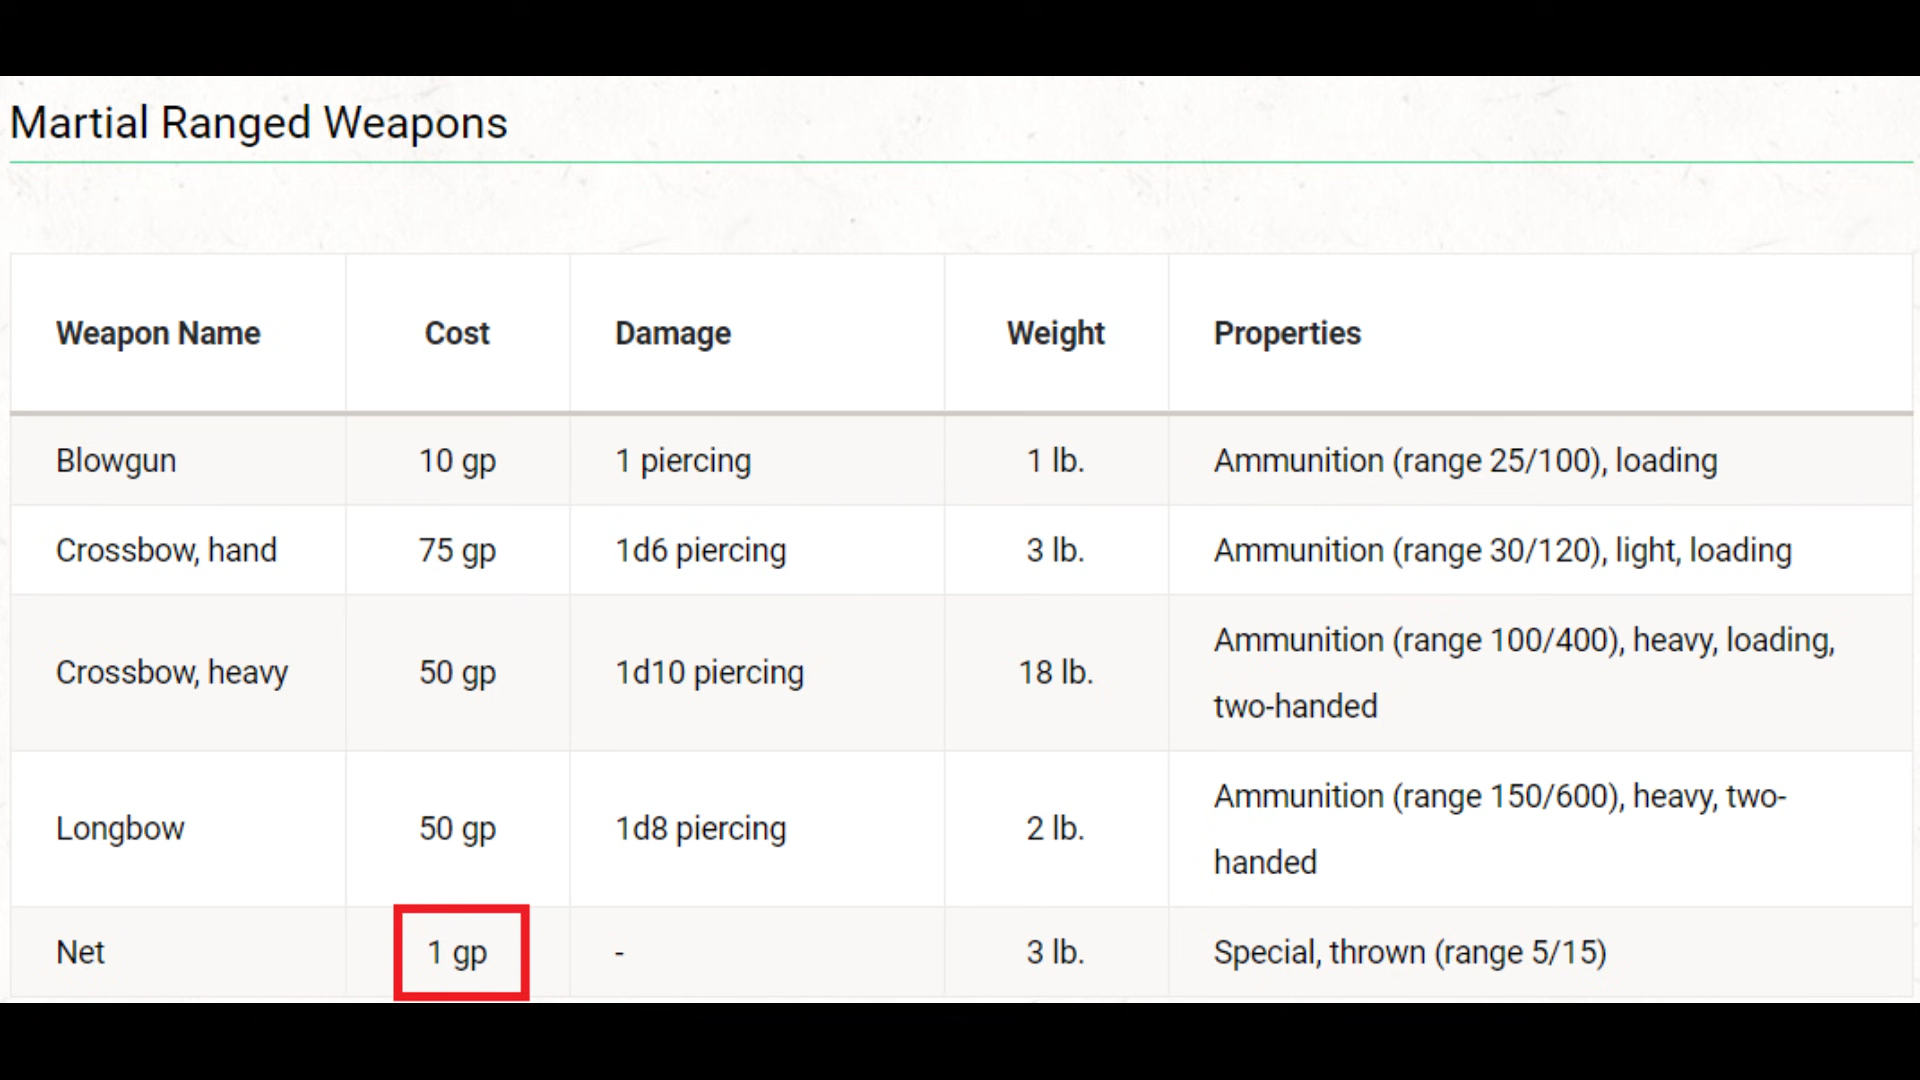 Martial Ranged Weapons
Weapon Name Cost Damage Weight Properties
Blowgun 10 gp 1 piercing 1 lb. Ammunition (range 25/100), loading
Crossbow, hand 75 gp 1d6 piercing 3 lb. Ammunition (range 30/120), light, loading
Crossbow, heavy 50 gp 1d10 piercing 18 lb. Ammunition (range 100/400), heavy, loading,
two-handed
Longbow 50 gp 1d8 piercing 2 lb. Ammunition (range 150/600), heavy, two-
handed
Net 1 gp - 3 lb. Special, thrown (range 5/15)